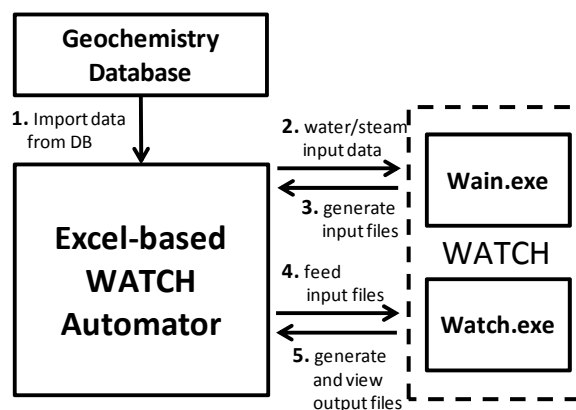 Geochemistry
Database
1. Import data
from DB
2. water/steam
input data
3. generate
input files
Excel-based
WATCH
Automator
4. feed
input files
5. generate
and view
output files
Wain.exe
WATCH
Watch.exe